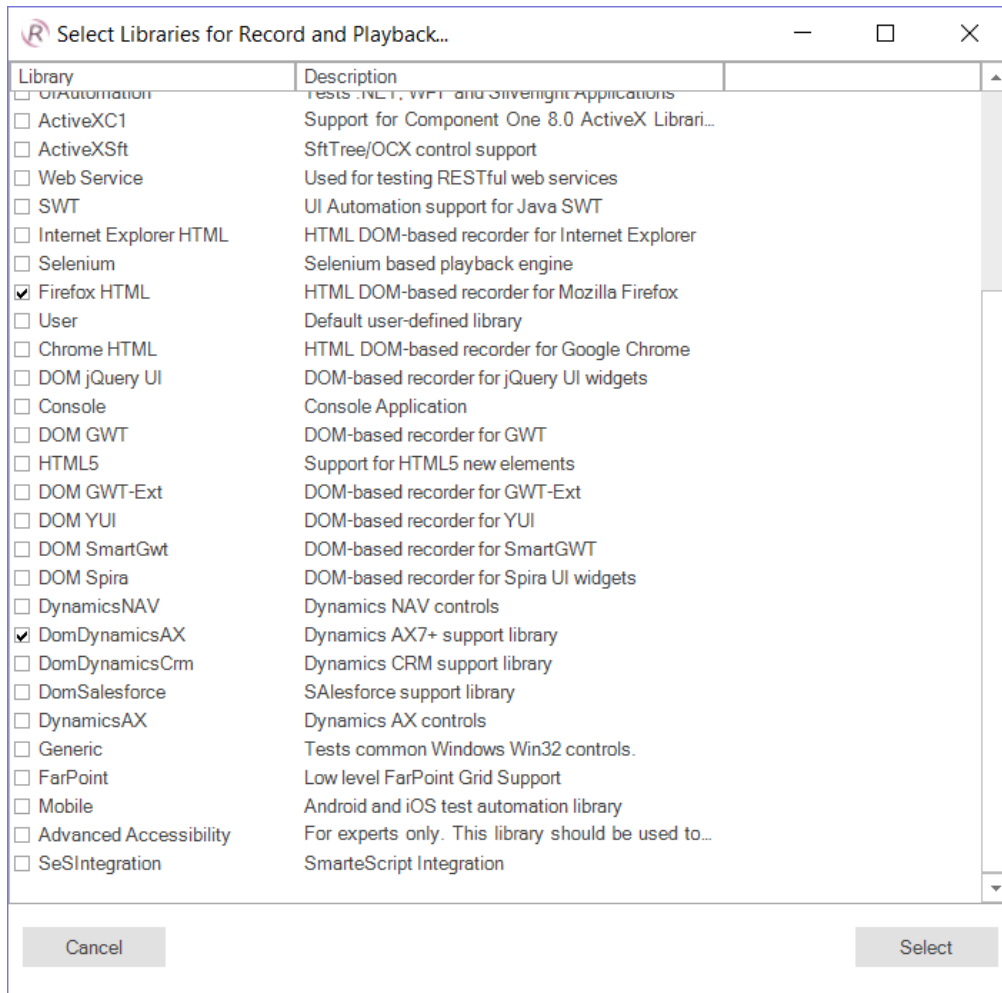 Select Libraries for Record and Playback...
Library Description
UIAutomation Tests .NET, WPF and Silverlight Applications
ActiveXC1 Support for Component One 8.0 ActiveX Librari...
ActiveXSft SftTree/OCX control support
Web Service Used for testing RESTful web services
SWT UI Automation support for Java SWT
Internet Explorer HTML HTML DOM-based recorder for Internet Explorer
Selenium Selenium based playback engine
Firefox HTML HTML DOM-based recorder for Mozilla Firefox
User Default user-defined library
Chrome HTML HTML DOM-based recorder for Google Chrome
DOM jQuery UI DOM-based recorder for jQuery UI widgets
Console Console Application
DOM GWT DOM-based recorder for GWT
HTML5 Support for HTML5 new elements
DOM GWT-Ext DOM-based recorder for GWT-Ext
DOM YUI DOM-based recorder for YUI
DOM SmartGwt DOM-based recorder for SmartGWT
DOM Spira DOM-based recorder for Spira UI widgets
DynamicsNAV Dynamics NAV controls
DomDynamicsAX Dynamics AX7+ support library
DomDynamicsCrm Dynamics CRM support library
DomSalesforce SAlesforce support library
DynamicsAX Dynamics AX controls
Generic Tests common Windows Win32 controls.
FarPoint Low level FarPoint Grid Support
Mobile Android and iOS test automation library
Advanced Accessibility For experts only. This library should be used to...
SeSIntegration SmarteScript Integration
Cancel Select